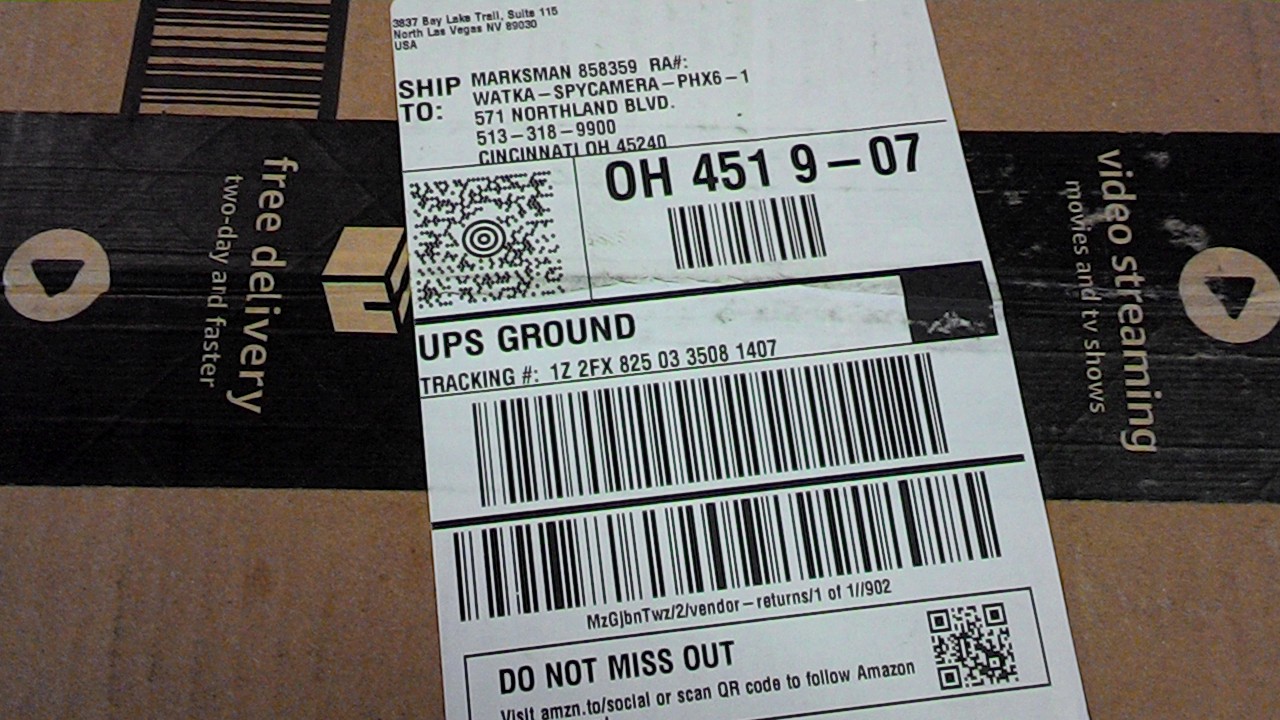 3837 Bay Lake Trail, Suite 115
North Las Vegas NV 89030
USA
SHIP TO:
MARKSMAN 858359 RA#:
WATKA-SPYCAMERA-PHX6-1
571 NORTHLAND BLVD.
513-318-9900
CINCINNATI OH 45240
OH 451 9-07
UPS GROUND
TRACKING #: 1Z 2FX 825 03 3508 1407
MzGjbnTwz/2/vendor-returns/1 of 1//902
DO NOT MISS OUT
Visit amzn.to/social or scan QR code to follow Amazon
free delivery
two-day and faster
video streaming
movies and tv shows